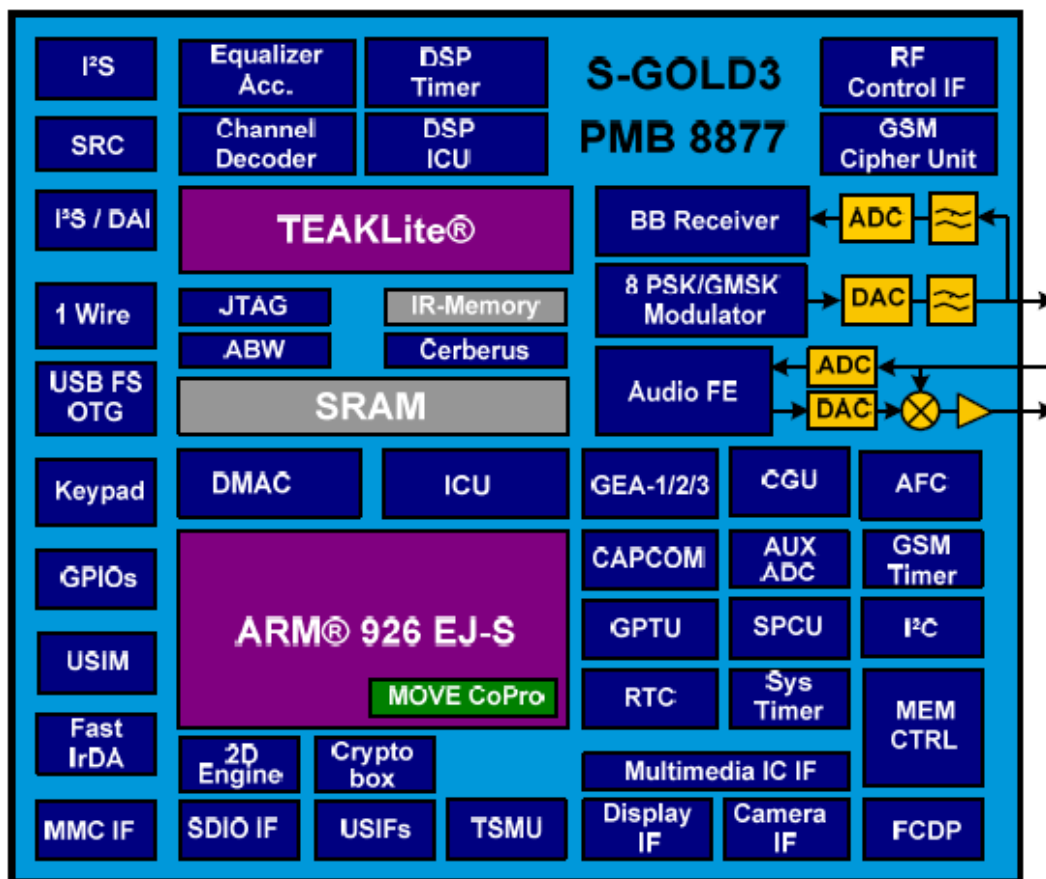 I²S
Equalizer
Acc.
DSP
Timer
S-GOLD3
PMB 8877
RF
Control IF
SRC
Channel
Decoder
DSP
ICU
GSM
Cipher Unit
I²S / DAI
TEAKLite®
BB Receiver
ADC
1 Wire
JTAG
IR-Memory
8 PSK/GMSK
Modulator
DAC
ABW
Cerberus
USB FS
OTG
SRAM
Audio FE
ADC
DAC
Keypad
DMAC
ICU
GEA-1/2/3
CGU
AFC
GPIOs
ARM® 926 EJ-S
MOVE CoPro
CAPCOM
AUX
ADC
GSM
Timer
USIM
GPTU
SPCU
I²C
RTC
Sys
Timer
MEM
CTRL
Fast
IrDA
2D
Engine
Crypto
box
Multimedia IC IF
MMC IF
SDIO IF
USIFs
TSMU
Display
IF
Camera
IF
FCDP